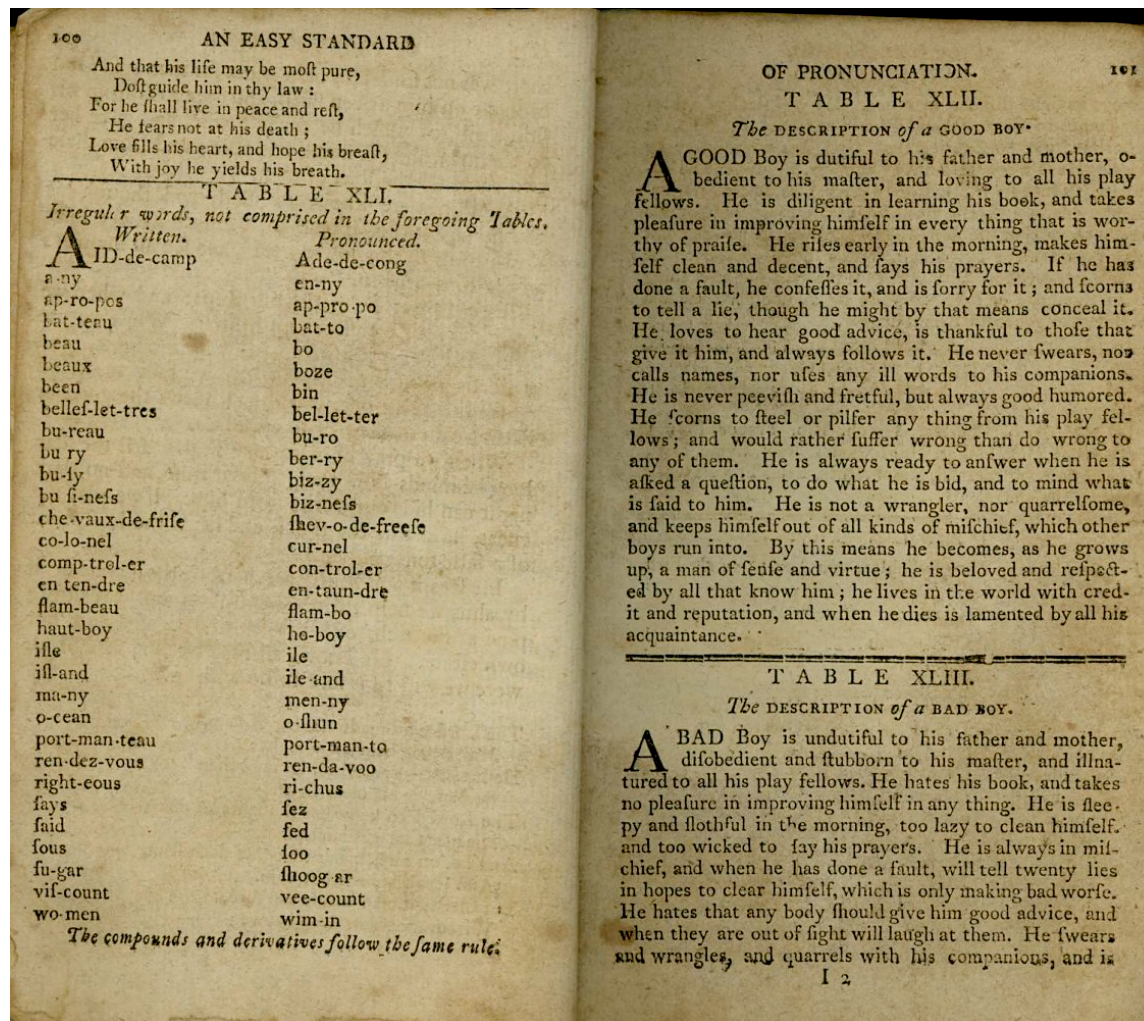 100 AN EASY STANDARD
And that his life may be moſt pure,
Doſt guide him in thy law :
For he ſhall live in peace and reſt,
He fears not at his death ;
Love fills his heart, and hope his breaſt,
With joy he yields his breath.
T A B L E XLI.
Irregular words, not comprised in the foregoing Tables.
Written. Pronounced.
AID-de-camp Ade-de-cong
a-ny en-ny
ap-ro-pos ap-pro-po
bat-teau bat-to
beau bo
beaux boze
been bin
belleſ-let-tres bel-let-ter
bu-reau bu-ro
bu ry ber-ry
bu-ſy biz-zy
bu ſi-neſs biz-neſs
che-vaux-de-friſe ſhev-o-de-freeſe
co-lo-nel cur-nel
comp-trol-er con-trol-er
en ten-dre en-taun-dre
flam-beau flam-bo
haut-boy ho-boy
iſle ile
iſl-and ile-and
ma-ny men-ny
o-cean o-ſhun
port-man-teau port-man-to
ren-dez-vous ren-da-voo
right-eous ri-chus
ſays ſez
ſaid ſed
ſous ſoo
ſu-gar ſhoog-ar
viſ-count vee-count
wo-men wim-in
The compounds and derivatives follow the ſame rule.
OF PRONUNCIATION. 101
T A B L E XLII.
The DESCRIPTION of a GOOD BOY.
A GOOD Boy is dutiful to his father and mother, o-
bedient to his maſter, and loving to all his play
fellows. He is diligent in learning his book, and takes
pleaſure in improving himſelf in every thing that is wor-
thy of praiſe. He riſes early in the morning, makes him-
ſelf clean and decent, and ſays his prayers. If he has
done a fault, he confeſſes it, and is ſorry for it ; and ſcorns
to tell a lie, though he might by that means conceal it.
He loves to hear good advice, is thankful to thoſe that
give it him, and always follows it. He never ſwears, nor
calls names, nor uſes any ill words to his companions.
He is never peeviſh and fretful, but always good humored.
He ſcorns to ſteel or pilfer any thing from his play fel-
lows ; and would rather ſuffer wrong than do wrong to
any of them. He is always ready to anſwer when he is
aſked a queſtion, to do what he is bid, and to mind what
is ſaid to him. He is not a wrangler, nor quarrelſome,
and keeps himſelf out of all kinds of miſchief, which other
boys run into. By this means he becomes, as he grows
up, a man of ſenſe and virtue ; he is beloved and reſpect-
ed by all that know him ; he lives in the world with cred-
it and reputation, and when he dies is lamented by all his
acquaintance.
T A B L E XLIII.
The DESCRIPTION of a BAD BOY.
A BAD Boy is undutiful to his father and mother,
diſobedient and ſtubborn to his maſter, and illna-
tured to all his play fellows. He hates his book, and takes
no pleaſure in improving himſelf in any thing. He is ſlee-
py and ſlothful in the morning, too lazy to clean himſelf.
and too wicked to ſay his prayers. He is always in miſ-
chief, and when he has done a fault, will tell twenty lies
in hopes to clear himſelf, which is only making bad worſe.
He hates that any body ſhould give him good advice, and
when they are out of ſight will laugh at them. He ſwears
and wrangles, and quarrels with his companions, and is
I 2